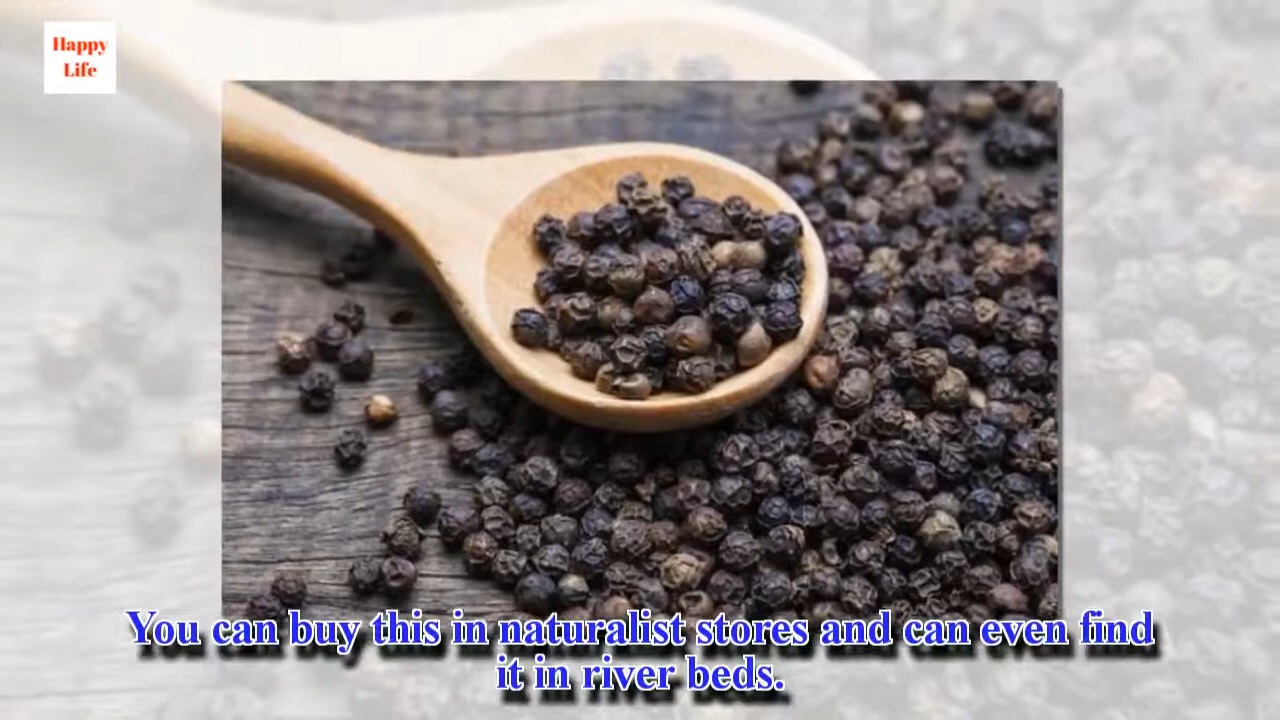 Happy
Life
You can buy this in naturalist stores and can even find
it in river beds.